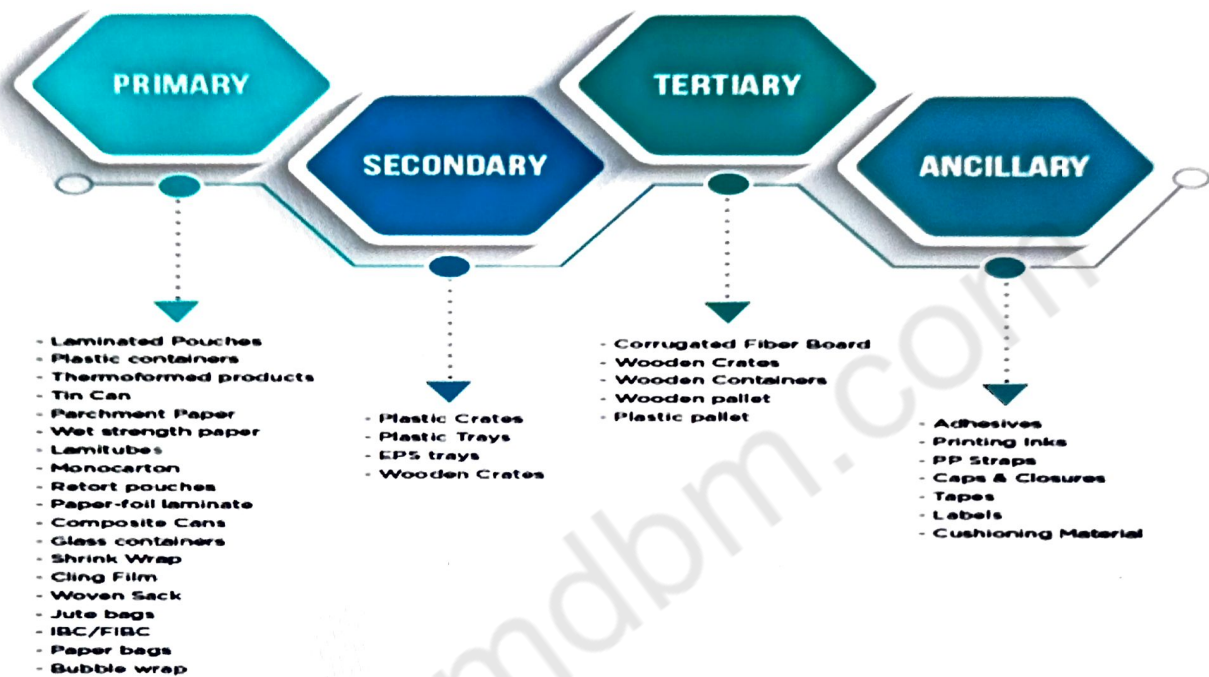 PRIMARY
SECONDARY
TERTIARY
ANCILLARY
- Laminated Pouches
- Plastic containers
- Thermoformed products
- Tin Can
- Parchment Paper
- Wet strength paper
- Lamitubes
- Monocarton
- Retort pouches
- Paper-foil laminate
- Composite Cans
- Glass containers
- Shrink Wrap
- Cling Film
- Woven Sack
- Jute bags
- IBC/FIBC
- Paper bags
- Bubble wrap
- Plastic Crates
- Plastic Trays
- EPS trays
- Wooden Crates
- Corrugated Fiber Board
- Wooden Crates
- Wooden Containers
- Wooden pallet
- Plastic pallet
- Adhesives
- Printing Inks
- PP Straps
- Caps & Closures
- Tapes
- Labels
- Cushioning Material
mdbm.com